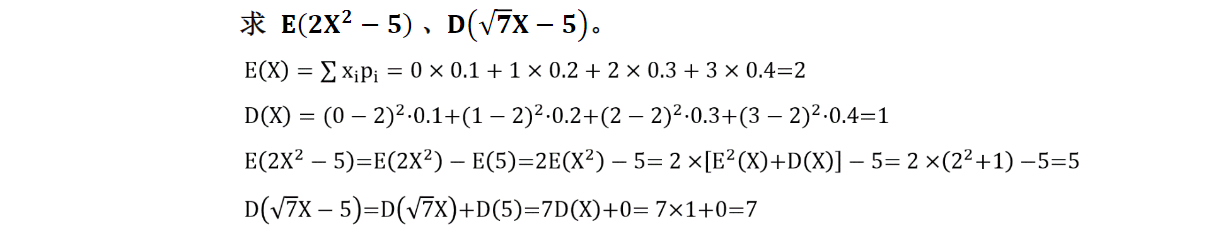 求 E(2X² − 5) 、D(√7X − 5)。
E(X) = ∑ xᵢpᵢ = 0 × 0.1 + 1 × 0.2 + 2 × 0.3 + 3 × 0.4=2
D(X) = (0 − 2)²·0.1+(1 − 2)²·0.2+(2 − 2)²·0.3+(3 − 2)²·0.4=1
E(2X² − 5)=E(2X²) − E(5)=2E(X²) − 5= 2 ×[E²(X)+D(X)] − 5= 2 ×(2²+1) −5=5
D(√7X − 5)=D(√7X)+D(5)=7D(X)+0= 7×1+0=7